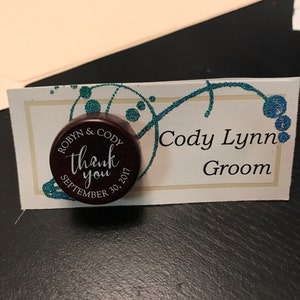 ROBYN & CODY
thank
you
SEPTEMBER 30, 2017
Cody Lynn
Groom